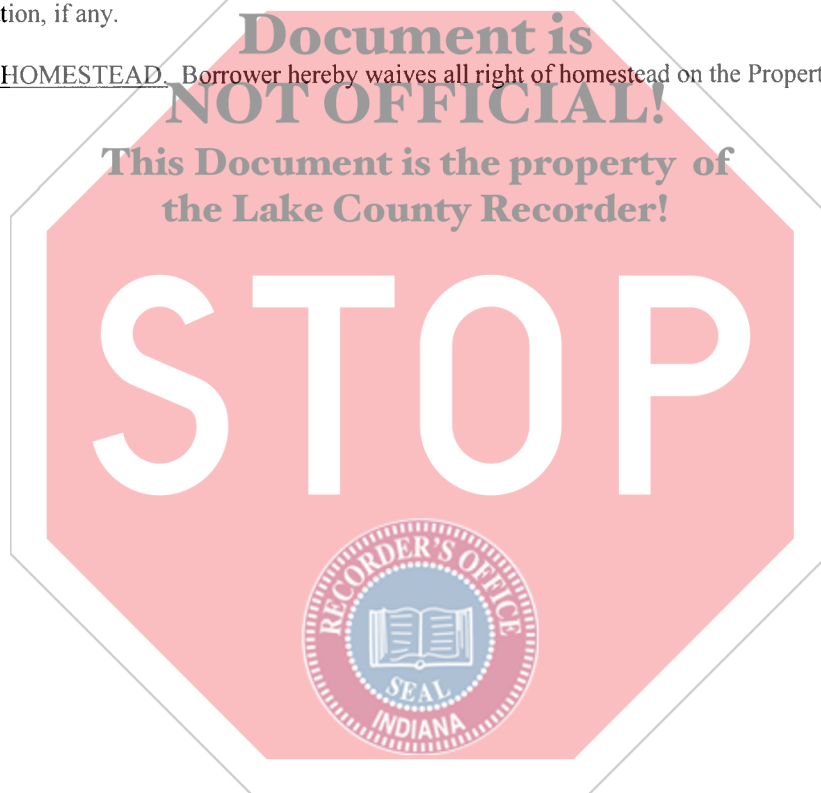 tion, if any.
Document is
HOMESTEAD. Borrower hereby waives all right of homestead on the Propert
NOT OFFICIAL!
This Document is the property of
the Lake County Recorder!
STOP
RECORDER'S OFFICE
SEAL
INDIANA